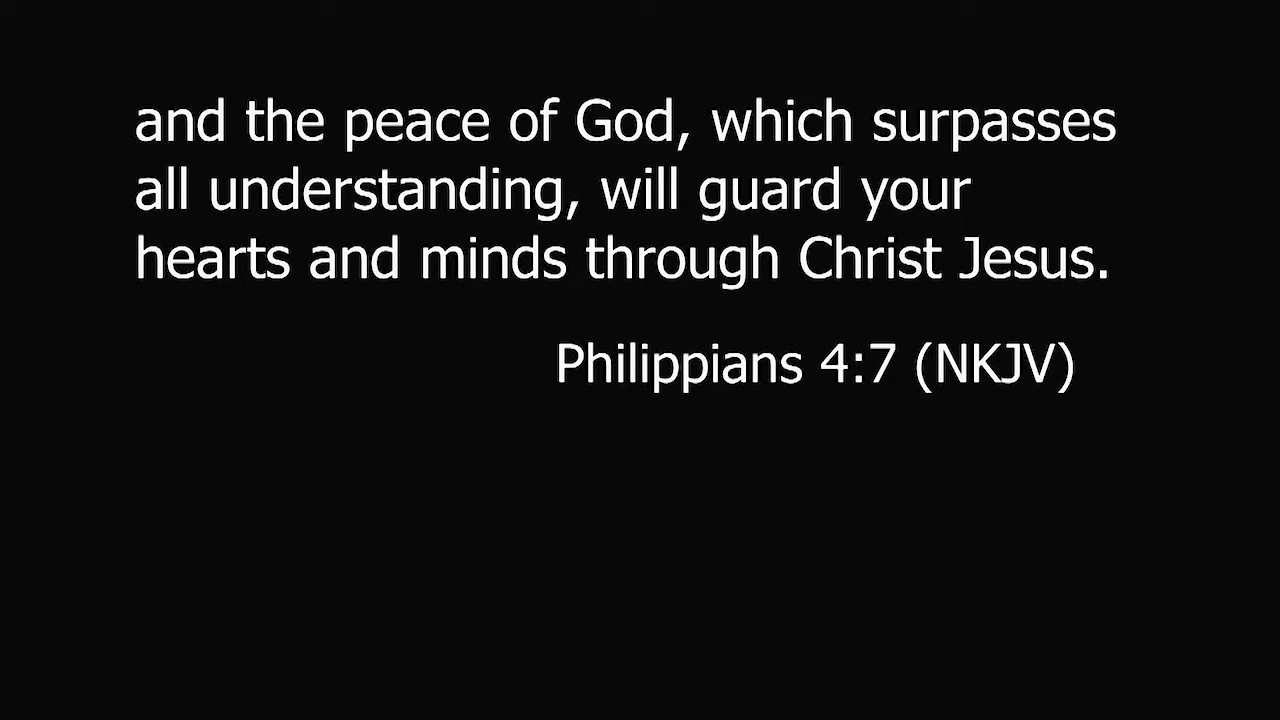 and the peace of God, which surpasses
all understanding, will guard your
hearts and minds through Christ Jesus.
Philippians 4:7 (NKJV)